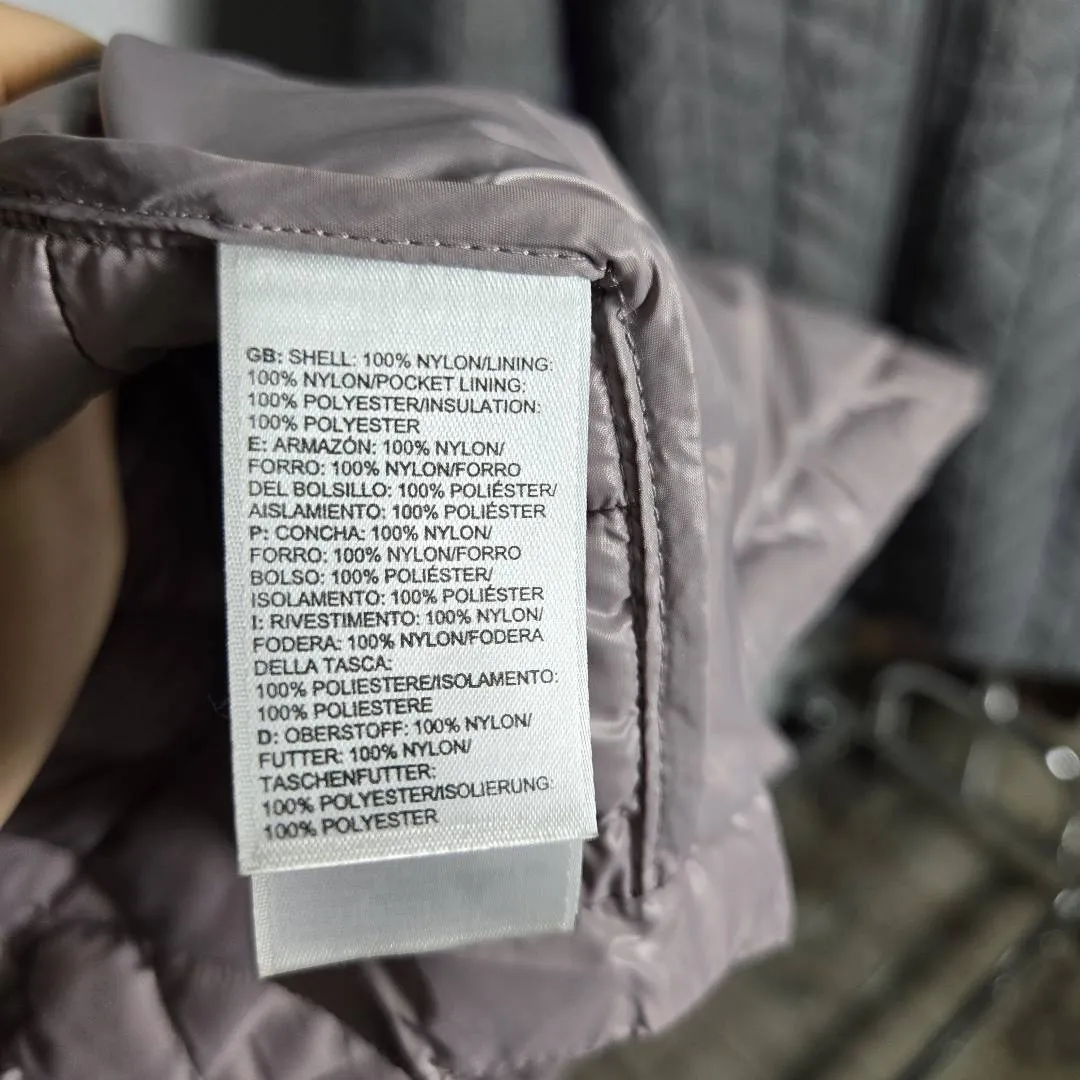 GB: SHELL: 100% NYLON/LINING:
100% NYLON/POCKET LINING:
100% POLYESTER/INSULATION:
100% POLYESTER
E: ARMAZÓN: 100% NYLON/
FORRO: 100% NYLON/FORRO
DEL BOLSILLO: 100% POLIÉSTER/
AISLAMIENTO: 100% POLIÉSTER
P: CONCHA: 100% NYLON/
FORRO: 100% NYLON/FORRO
BOLSO: 100% POLIÉSTER/
ISOLAMENTO: 100% POLIÉSTER
I: RIVESTIMENTO: 100% NYLON/
FODERA: 100% NYLON/FODERA
DELLA TASCA:
100% POLIESTERE/ISOLAMENTO:
100% POLIESTERE
D: OBERSTOFF: 100% NYLON/
FUTTER: 100% NYLON/
TASCHENFUTTER:
100% POLYESTER/ISOLIERUNG:
100% POLYESTER